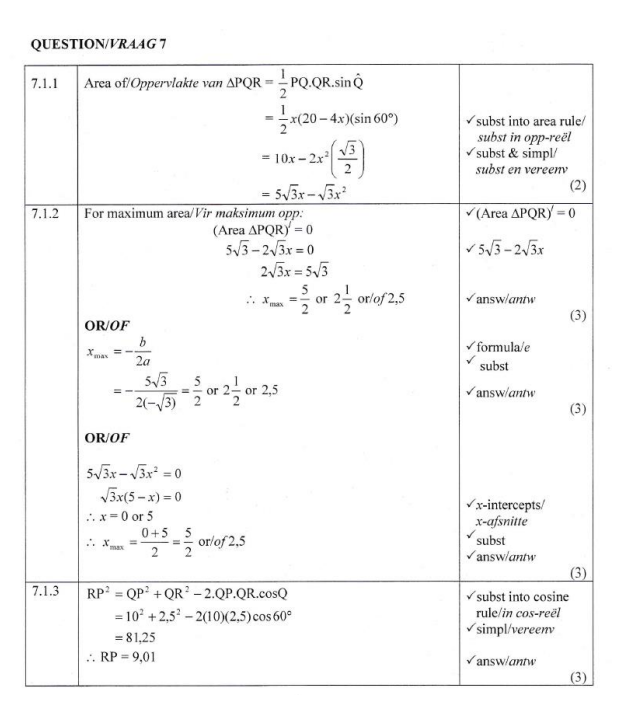 QUESTION/VRAAG 7
7.1.1
Area of/Oppervlakte van ΔPQR = 1/2 PQ.QR.sin Q̂
= 1/2 x(20 – 4x)(sin 60°)
= 10x – 2x²(√3/2)
= 5√3x – √3x²
✓subst into area rule/
subst in opp-reël
✓subst & simpl/
subst en vereenv
(2)
7.1.2
For maximum area/Vir maksimum opp:
(Area ΔPQR)′ = 0
5√3 – 2√3x = 0
2√3x = 5√3
∴ x_max = 5/2 or 2 1/2 or/of 2,5
✓(Area ΔPQR)′ = 0
✓5√3 – 2√3x
✓answ/antw
(3)
OR/OF
x_max = – b/2a
= – 5√3/2(–√3) = 5/2 or 2 1/2 or 2,5
✓formula/e
✓ subst
✓answ/antw
(3)
OR/OF
5√3x – √3x² = 0
√3x(5 – x) = 0
∴ x = 0 or 5
∴ x_max = 0+5/2 = 5/2 or/of 2,5
✓x-intercepts/
x-afsnitte
✓subst
✓answ/antw
(3)
7.1.3
RP² = QP² + QR² – 2.QP.QR.cosQ
= 10² + 2,5² – 2(10)(2,5)cos 60°
= 81,25
∴ RP = 9,01
✓subst into cosine
rule/in cos-reël
✓simpl/vereenv
✓answ/antw
(3)